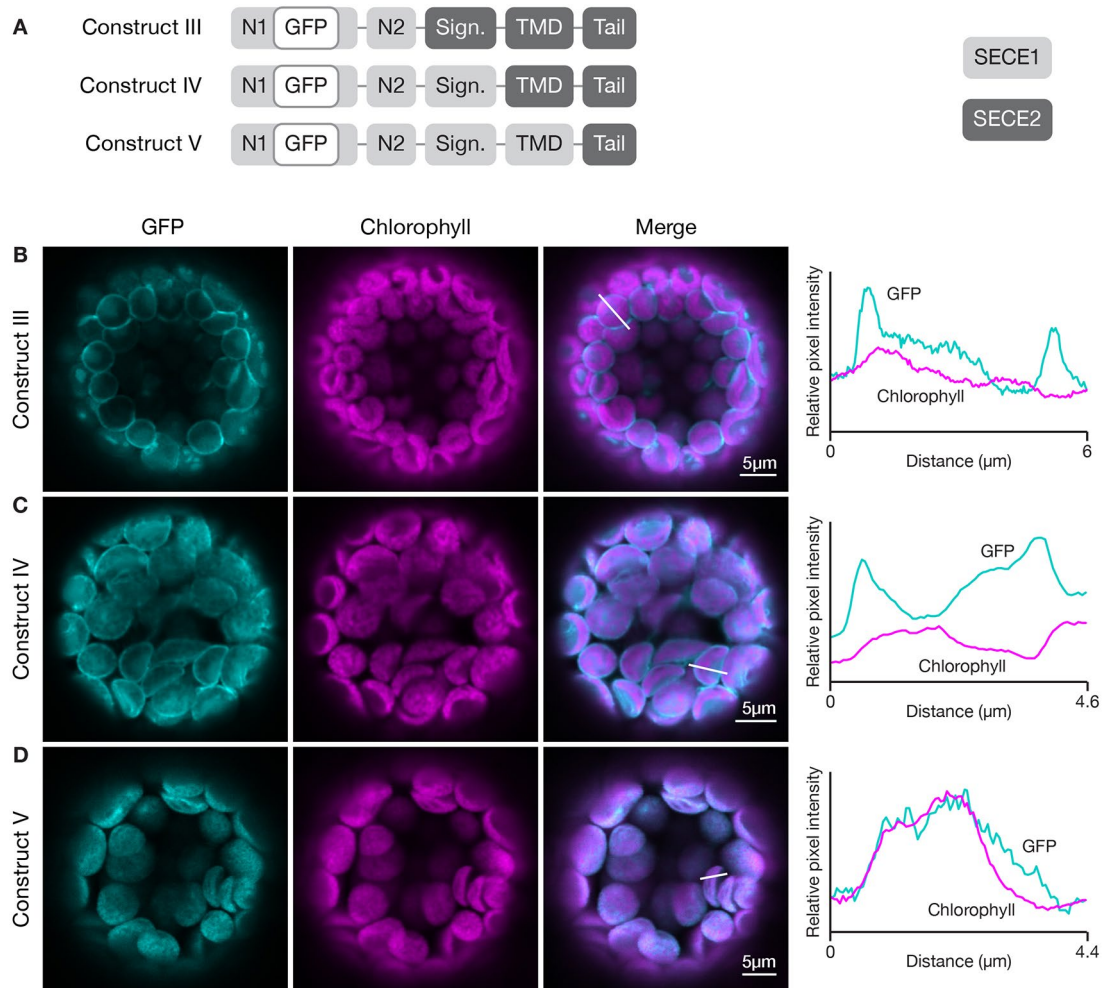 A
Construct III N1 GFP N2 Sign. TMD Tail
Construct IV N1 GFP N2 Sign. TMD Tail
Construct V N1 GFP N2 Sign. TMD Tail
SECE1
SECE2
GFP Chlorophyll Merge
B
Construct III
5µm
Relative pixel intensity
GFP
Chlorophyll
0 6
Distance (µm)
C
Construct IV
5µm
Relative pixel intensity
GFP
Chlorophyll
0 4.6
Distance (µm)
D
Construct V
5µm
Relative pixel intensity
GFP
Chlorophyll
0 4.4
Distance (µm)